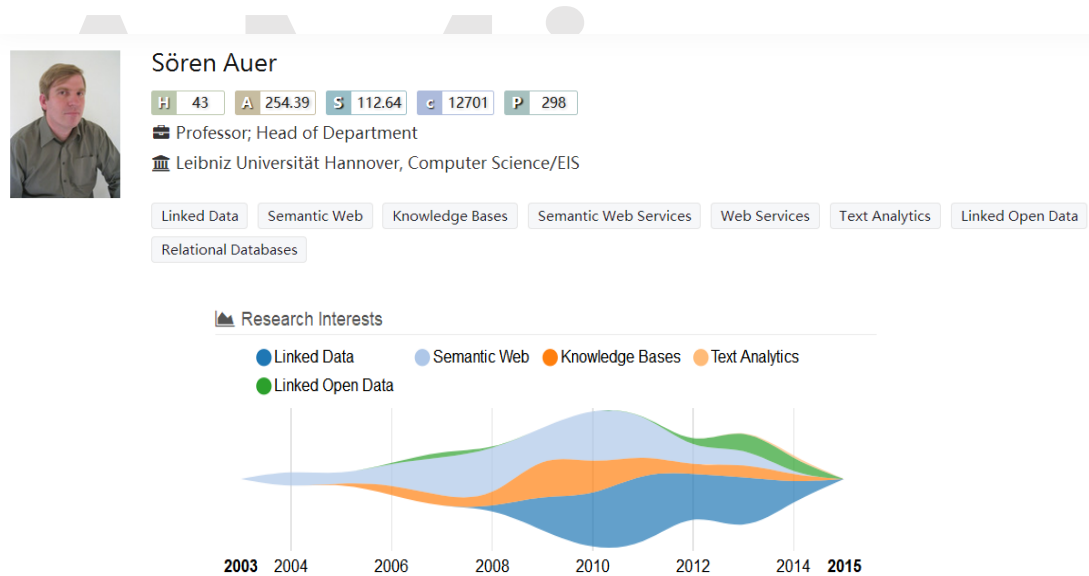 Sören Auer
H 43 A 254.39 S 112.64 c 12701 P 298
Professor; Head of Department
Leibniz Universität Hannover, Computer Science/EIS
Linked Data Semantic Web Knowledge Bases Semantic Web Services Web Services Text Analytics Linked Open Data
Relational Databases
Research Interests
Linked Data Semantic Web Knowledge Bases Text Analytics
Linked Open Data
2003 2004 2006 2008 2010 2012 2014 2015